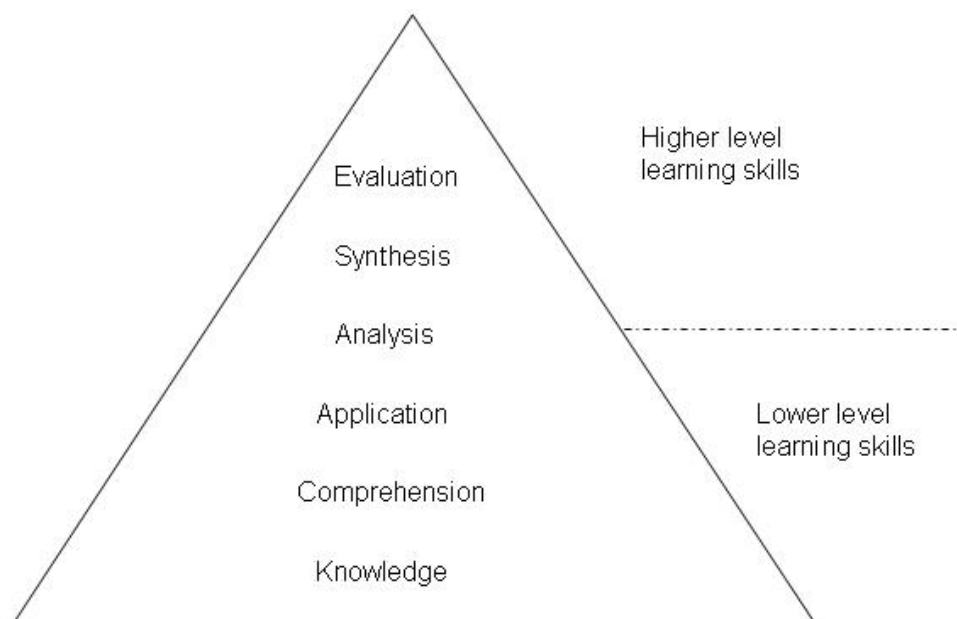 Higher level
learning skills
Evaluation
Synthesis
Analysis
Application
Lower level
learning skills
Comprehension
Knowledge